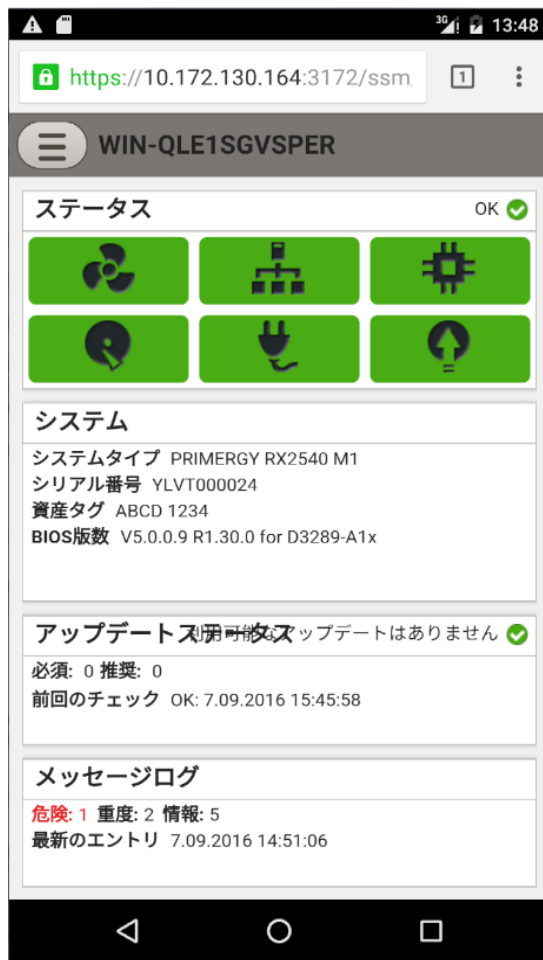 3G 13:48
https://10.172.130.164:3172/ssm 1
WIN-QLE1SGVSPER
ステータス OK
システム
システムタイプ PRIMERGY RX2540 M1
シリアル番号 YLVT000024
資産タグ ABCD 1234
BIOS版数 V5.0.0.9 R1.30.0 for D3289-A1x
アップデートステータス 利用可能なアップデートはありません
必須: 0 推奨: 0
前回のチェック OK: 7.09.2016 15:45:58
メッセージログ
危険: 1 重度: 2 情報: 5
最新のエントリ 7.09.2016 14:51:06